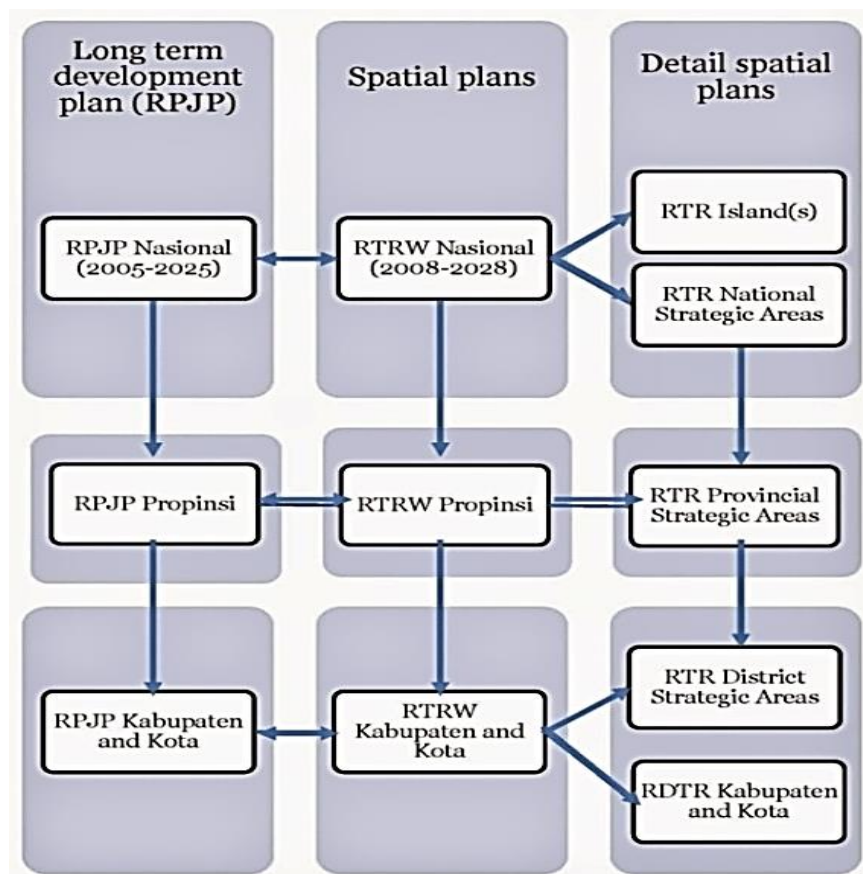 Long term
development
plan (RPJP)
Spatial plans
Detail spatial
plans
RPJP Nasional
(2005-2025)
RTRW Nasional
(2008-2028)
RTR Island(s)
RTR National
Strategic Areas
RPJP Propinsi
RTRW Propinsi
RTR Provincial
Strategic Areas
RPJP Kabupaten
and Kota
RTRW
Kabupaten and
Kota
RTR District
Strategic Areas
RDTR Kabupaten
and Kota